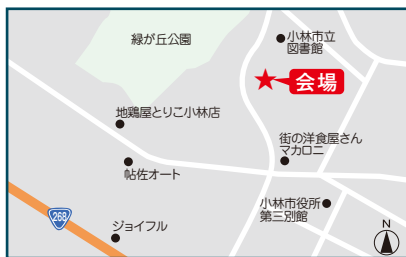 緑が丘公園
小林市立
図書館
会場
地鶏屋とりこ小林店
街の洋食屋さん
マカロニ
帖佐オート
小林市役所
第三別館
268
ジョイフル
N